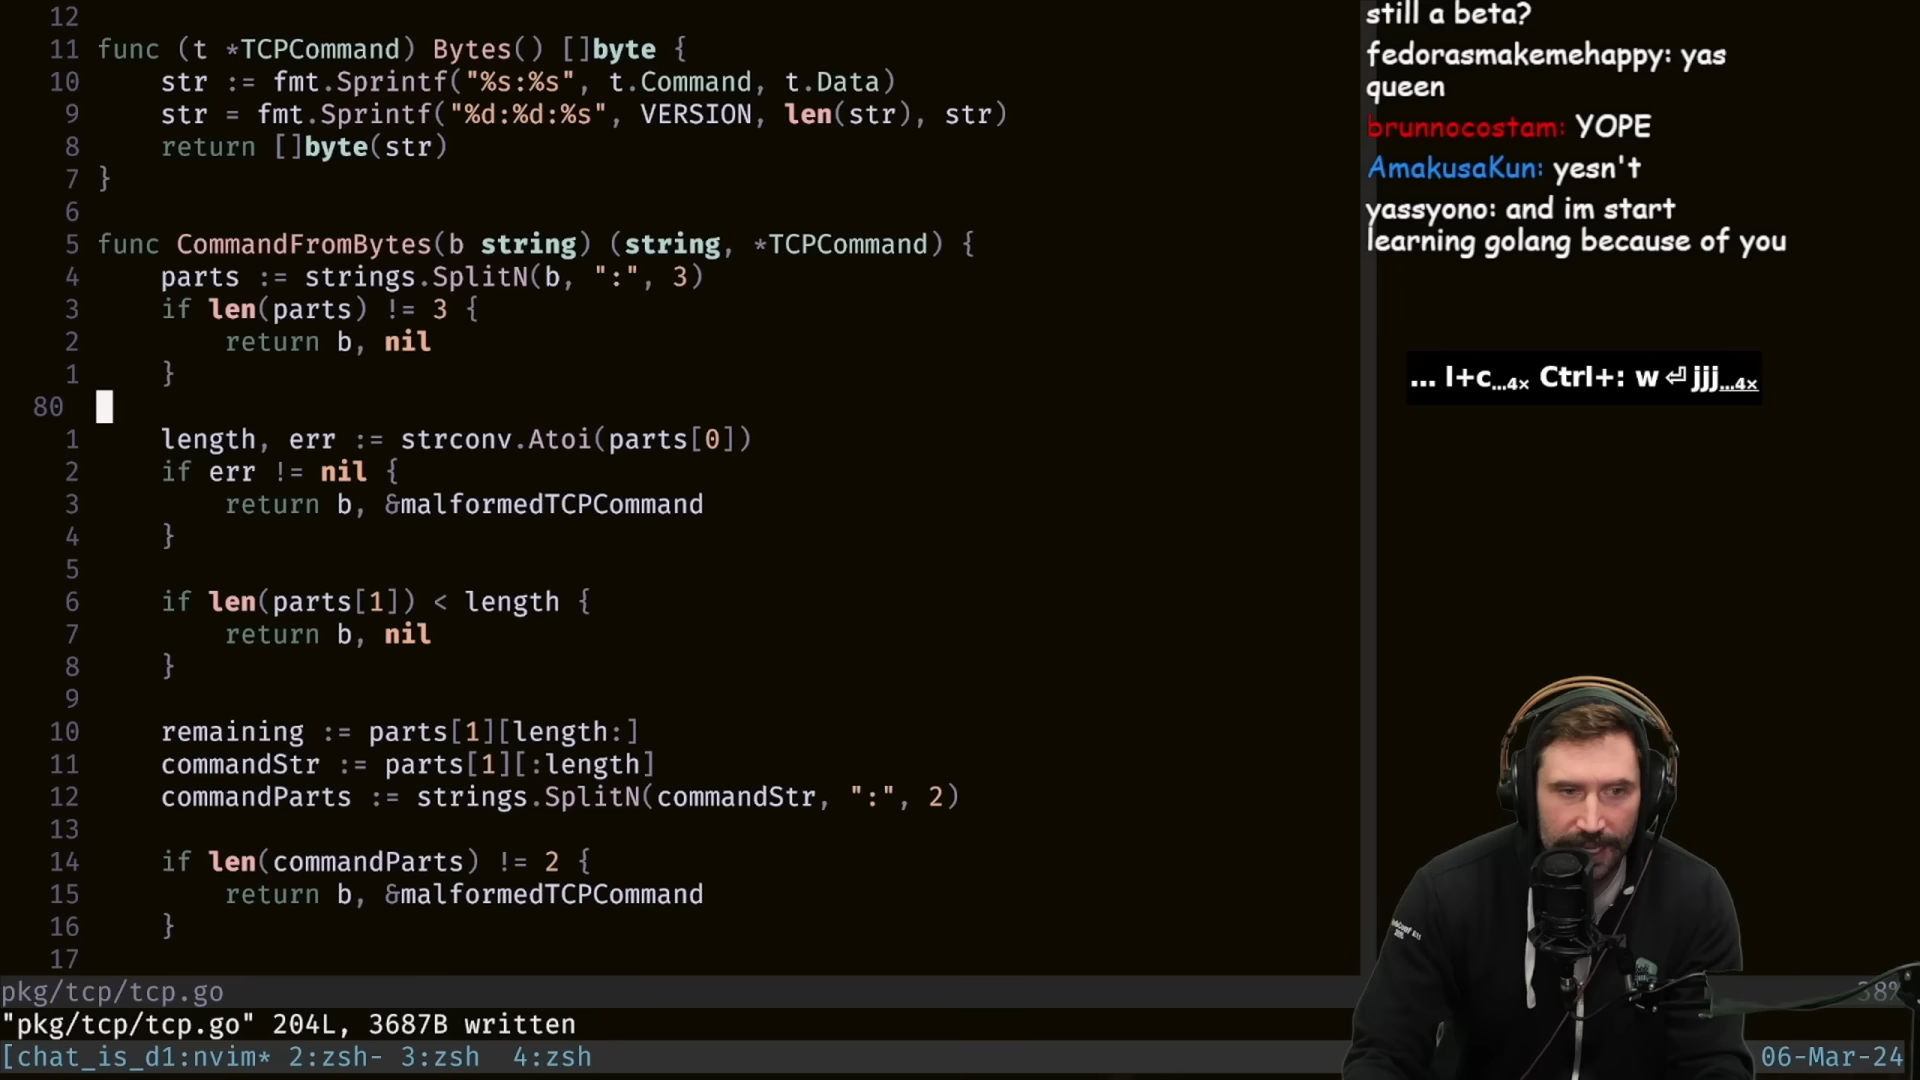 12
11 func (t *TCPCommand) Bytes() []byte {
10     str := fmt.Sprintf("%s:%s", t.Command, t.Data)
9     str = fmt.Sprintf("%d:%d:%s", VERSION, len(str), str)
8     return []byte(str)
7 }
6
5 func CommandFromBytes(b string) (string, *TCPCommand) {
4     parts := strings.SplitN(b, ":", 3)
3     if len(parts) != 3 {
2         return b, nil
1     }
80
1     length, err := strconv.Atoi(parts[0])
2     if err != nil {
3         return b, &malformedTCPCommand
4     }
5
6     if len(parts[1]) < length {
7         return b, nil
8     }
9
10     remaining := parts[1][length:]
11     commandStr := parts[1][:length]
12     commandParts := strings.SplitN(commandStr, ":", 2)
13
14     if len(commandParts) != 2 {
15         return b, &malformedTCPCommand
16     }
17
pkg/tcp/tcp.go 38%
"pkg/tcp/tcp.go" 204L, 3687B written
[chat_is_d1:nvim* 2:zsh- 3:zsh  4:zsh 06-Mar-24
still a beta?
fedorasmakemehappy: yas
queen
brunnocostam: YOPE
AmakusaKun: yesn't
yassyono: and im start
learning golang because of you
... l+c...4× Ctrl+: w⏎jjj...4×